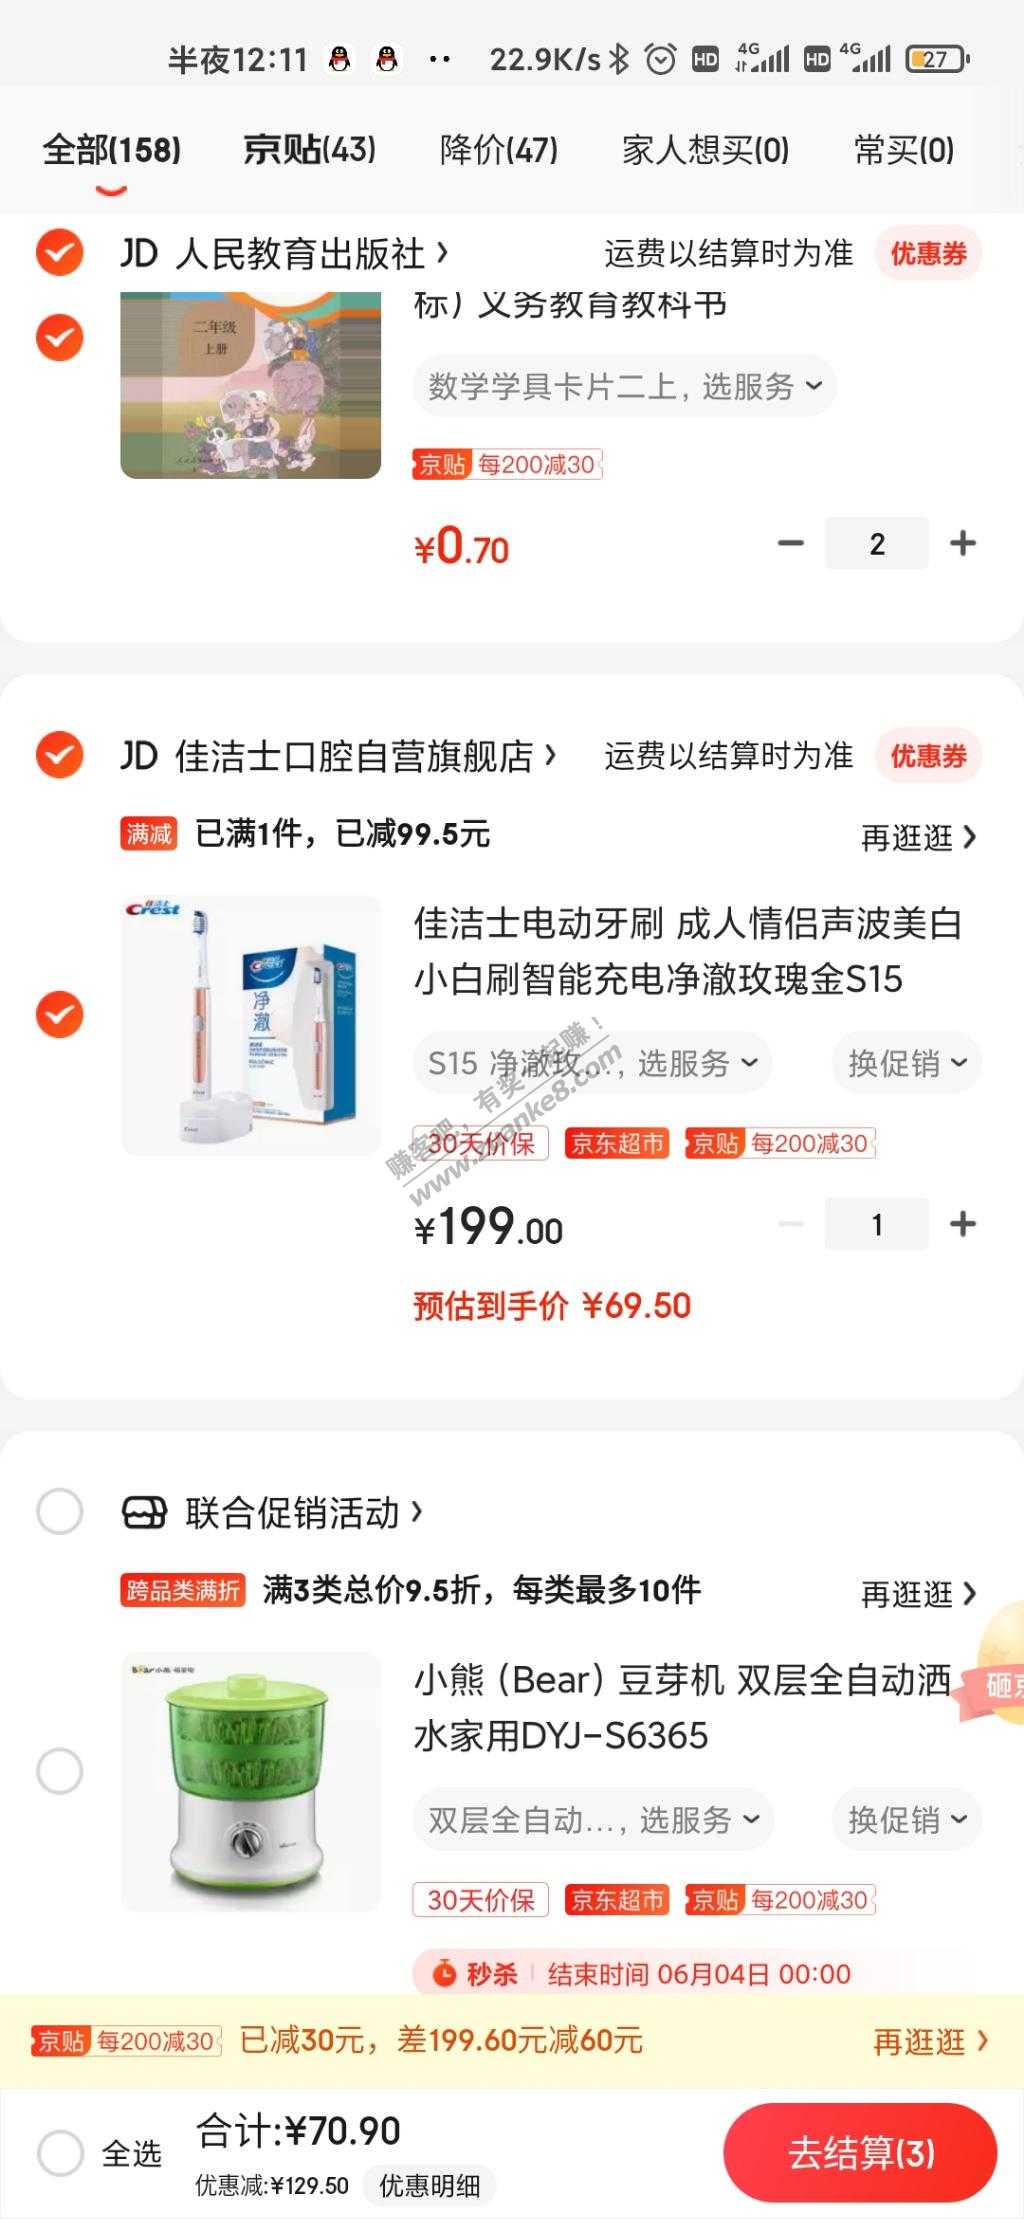 半夜12:11 22.9K/s HD 4G HD 4G 27
全部(158) 京贴(43) 降价(47) 家人想买(0) 常买(0)
JD 人民教育出版社 运费以结算时为准 优惠券
二年级
上册
标）义务教育教科书
数学学具卡片二上，选服务
京贴 每200减30
¥0.70 2
JD 佳洁士口腔自营旗舰店 运费以结算时为准 优惠券
满减 已满1件，已减99.5元 再逛逛
佳洁士
Crest
净澈
佳洁士电动牙刷 成人情侣声波美白
小白刷智能充电净澈玫瑰金S15
S15 净澈玫...，选服务 换促销
赚客吧，有奖一起赚！
www.zuanke8.com
30天价保 京东超市 京贴 每200减30
¥199.00 1
预估到手价 ¥69.50
联合促销活动
跨品类满折 满3类总价9.5折，每类最多10件 再逛逛
Bear小熊
小熊（Bear）豆芽机 双层全自动洒
水家用DYJ-S6365
砸京
双层全自动...，选服务 换促销
30天价保 京东超市 京贴 每200减30
秒杀 结束时间 06月04日 00:00
京贴 每200减30 已减30元，差199.60元减60元 再逛逛
全选 合计:¥70.90 去结算(3)
优惠减:¥129.50 优惠明细